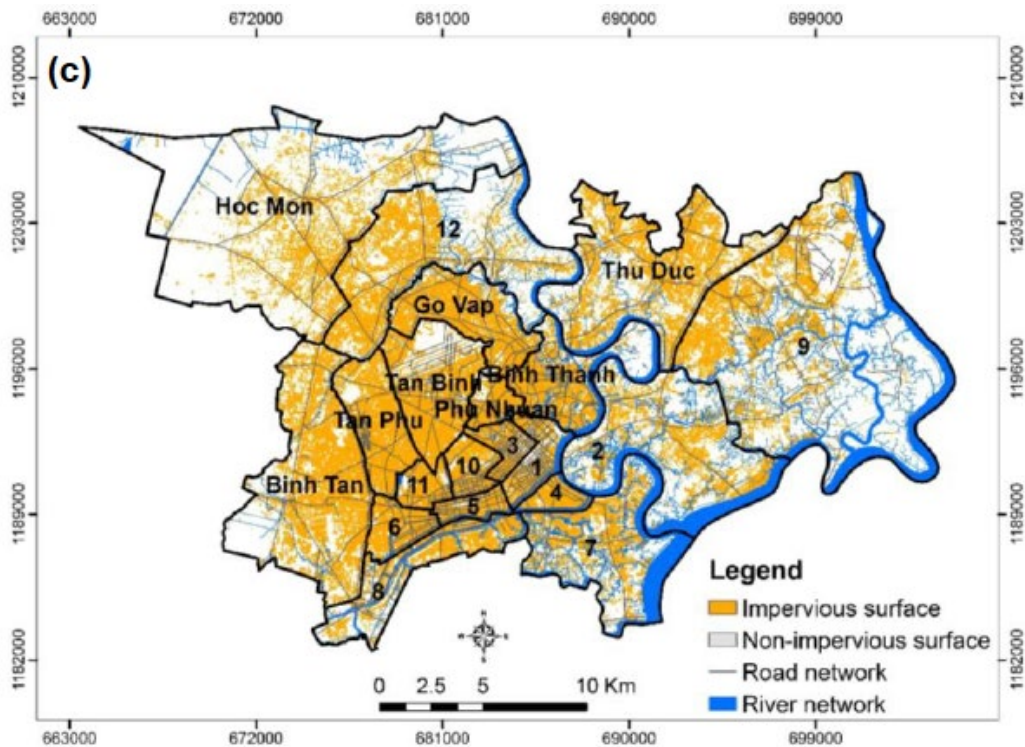 663000 672000 681000 690000 699000
(c)
1210000 1210000
Hoc Mon
12
1203000 1203000
Thu Duc
Go Vap
9
1196000 1196000
Tan Binh
Binh Thanh
Phu Nhuan
Tan Phu
3
2
10
1
Binh Tan
11
4
5
1189000 1189000
6
7
8
Legend
Impervious surface
Non-impervious surface
Road network
River network
1182000 1182000
0 2.5 5 10 Km
663000 672000 681000 690000 699000